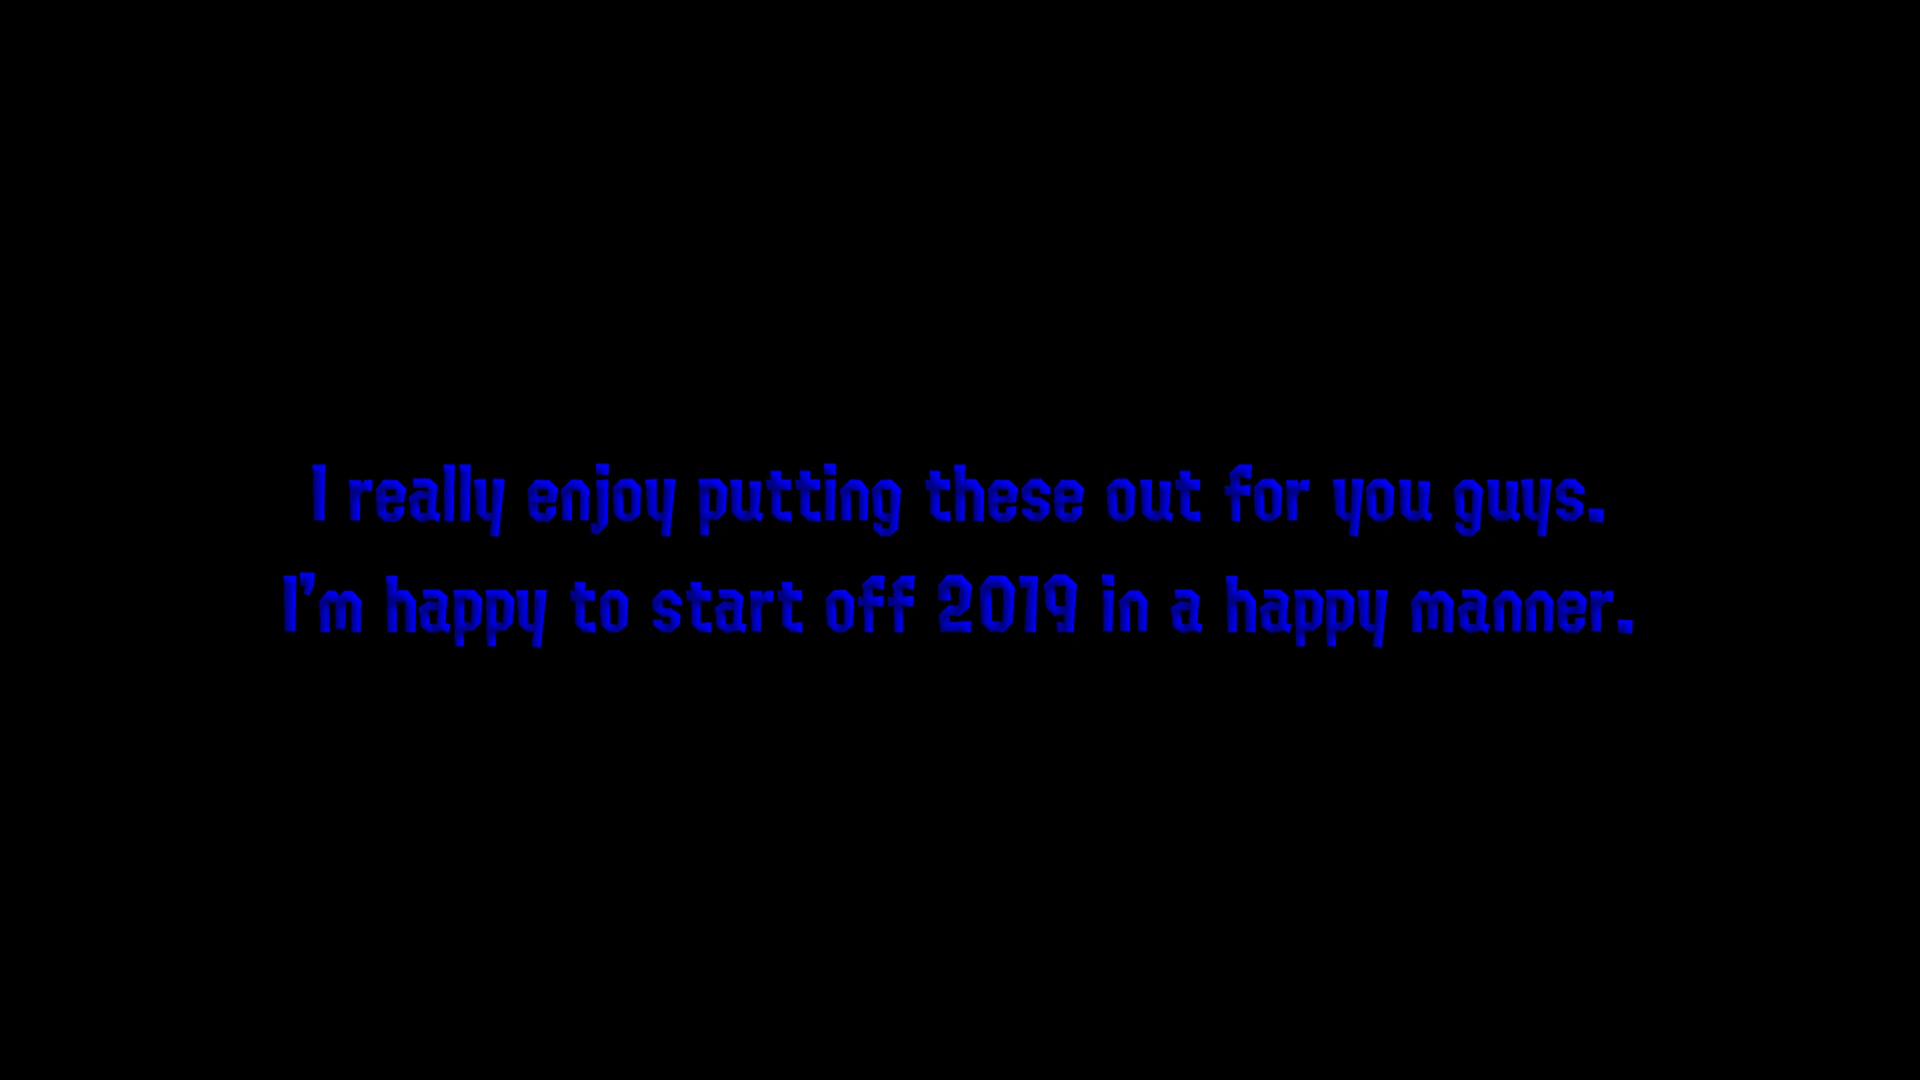 I really enjoy putting these out for you guys.
I'm happy to start off 2019 in a happy manner.